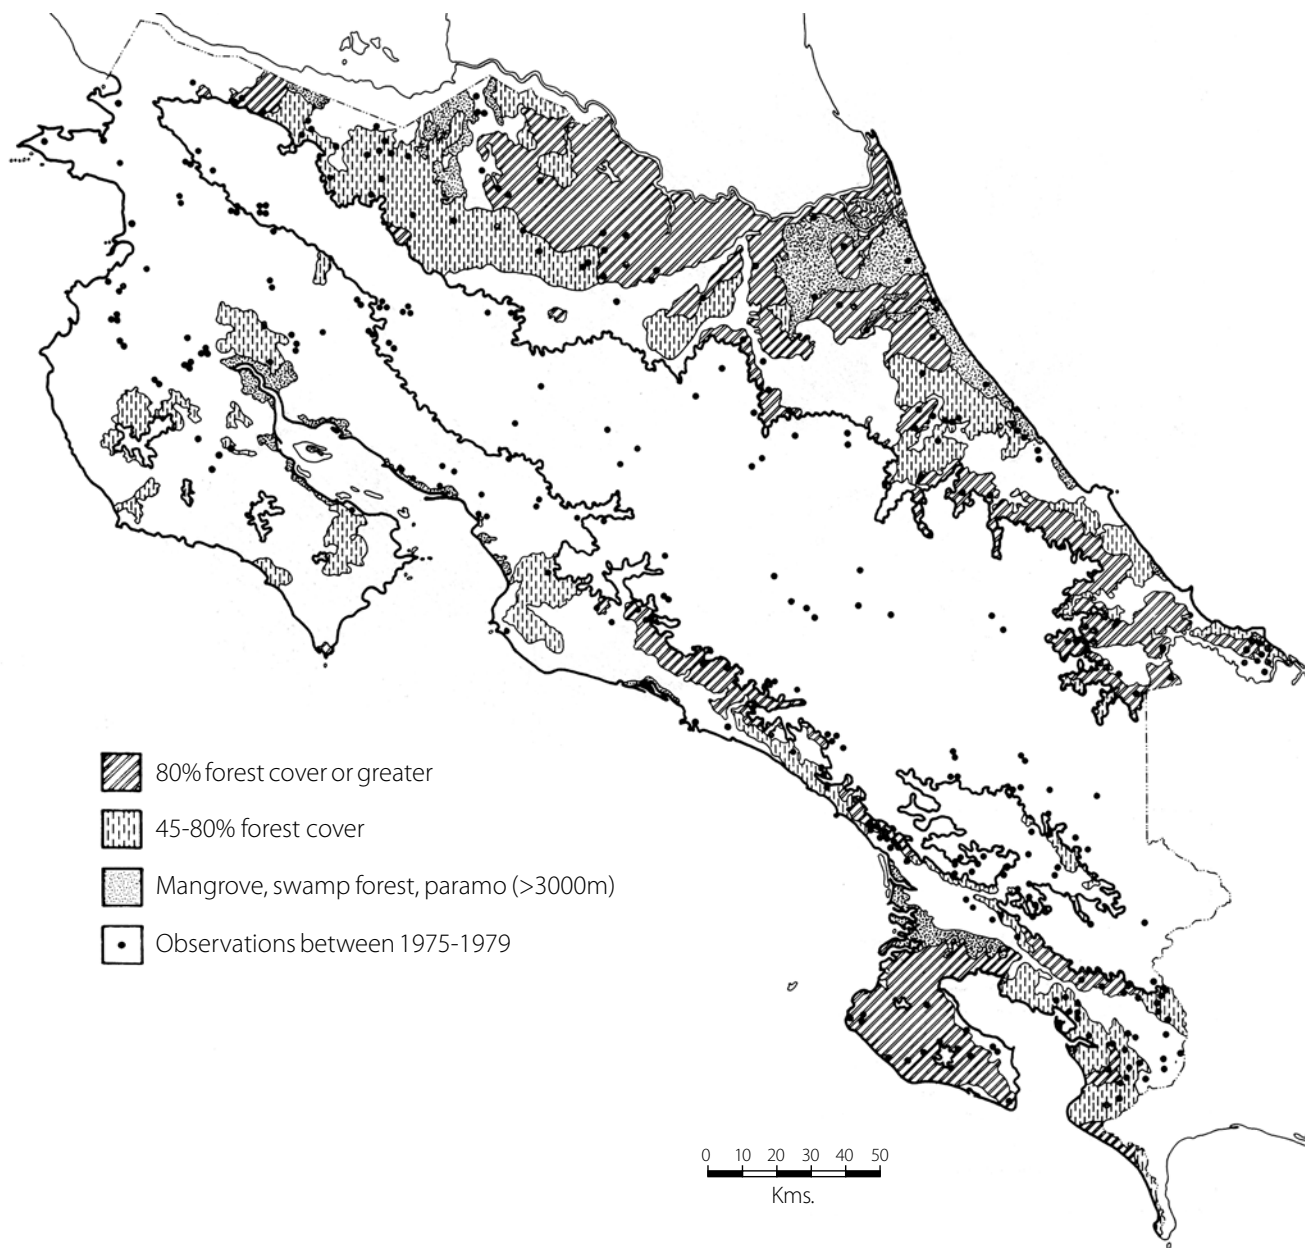 80% forest cover or greater
45-80% forest cover
Mangrove, swamp forest, paramo (>3000m)
Observations between 1975-1979
0 10 20 30 40 50
Kms.